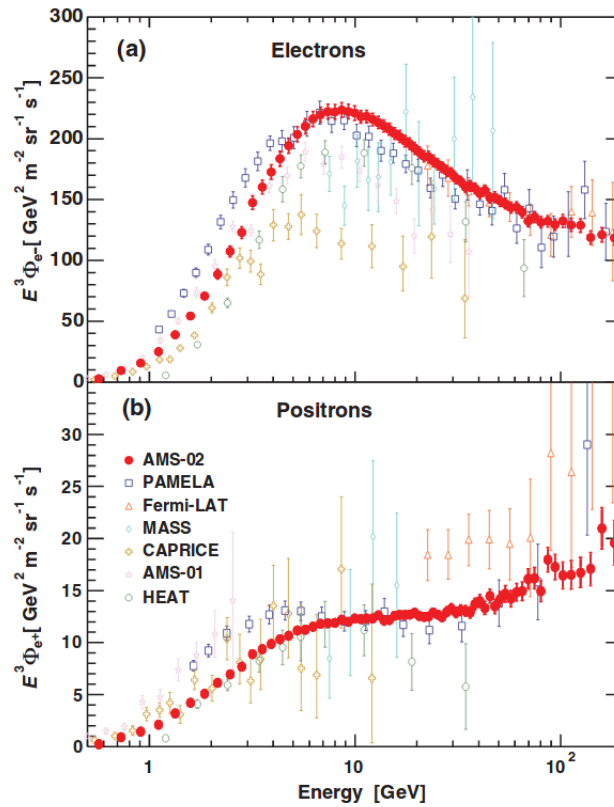 300
(a)
Electrons
250
200
150
100
50
0
E³Φe-[ GeV² m⁻² sr⁻¹ s⁻¹ ]
(b)
Positrons
30
AMS-02
PAMELA
25
Fermi-LAT
MASS
20
CAPRICE
AMS-01
HEAT
15
10
5
0
E³Φe+[ GeV² m⁻² sr⁻¹ s⁻¹ ]
1 10 10²
Energy [GeV]